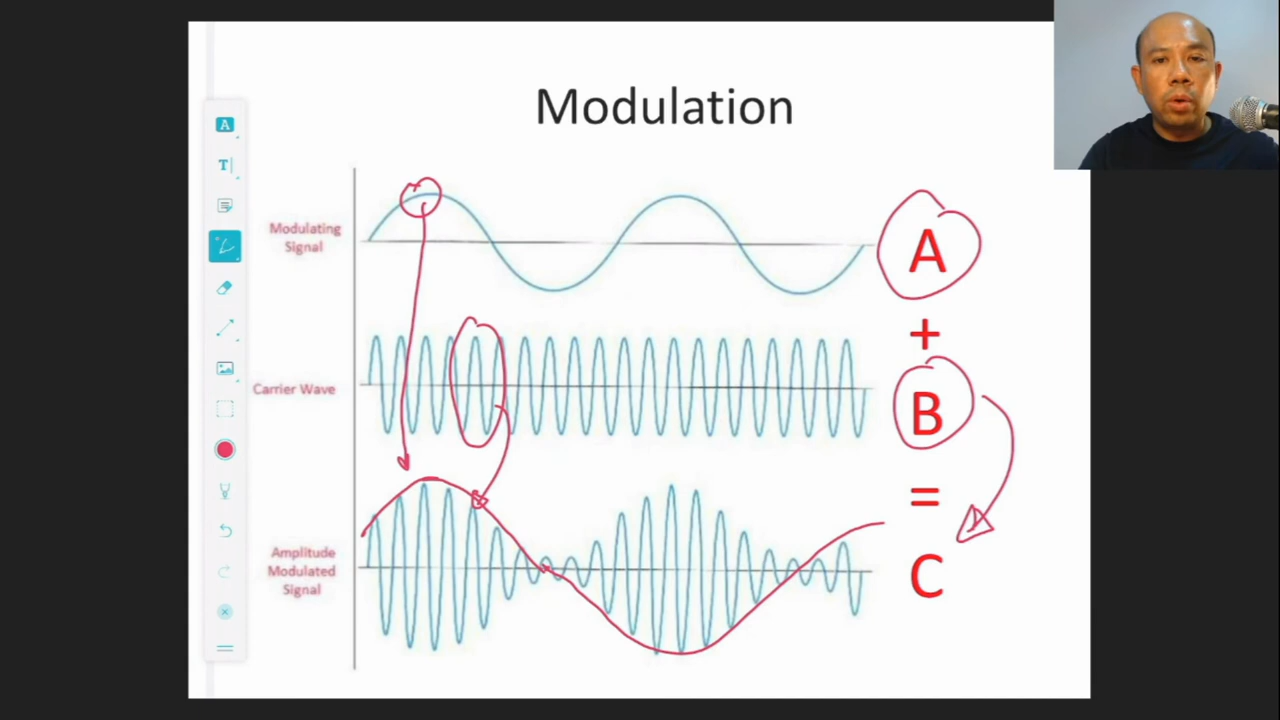 Modulation
A
T
Modulating
Signal
A
+
Carrier Wave
B
=
Amplitude
Modulated
Signal
C